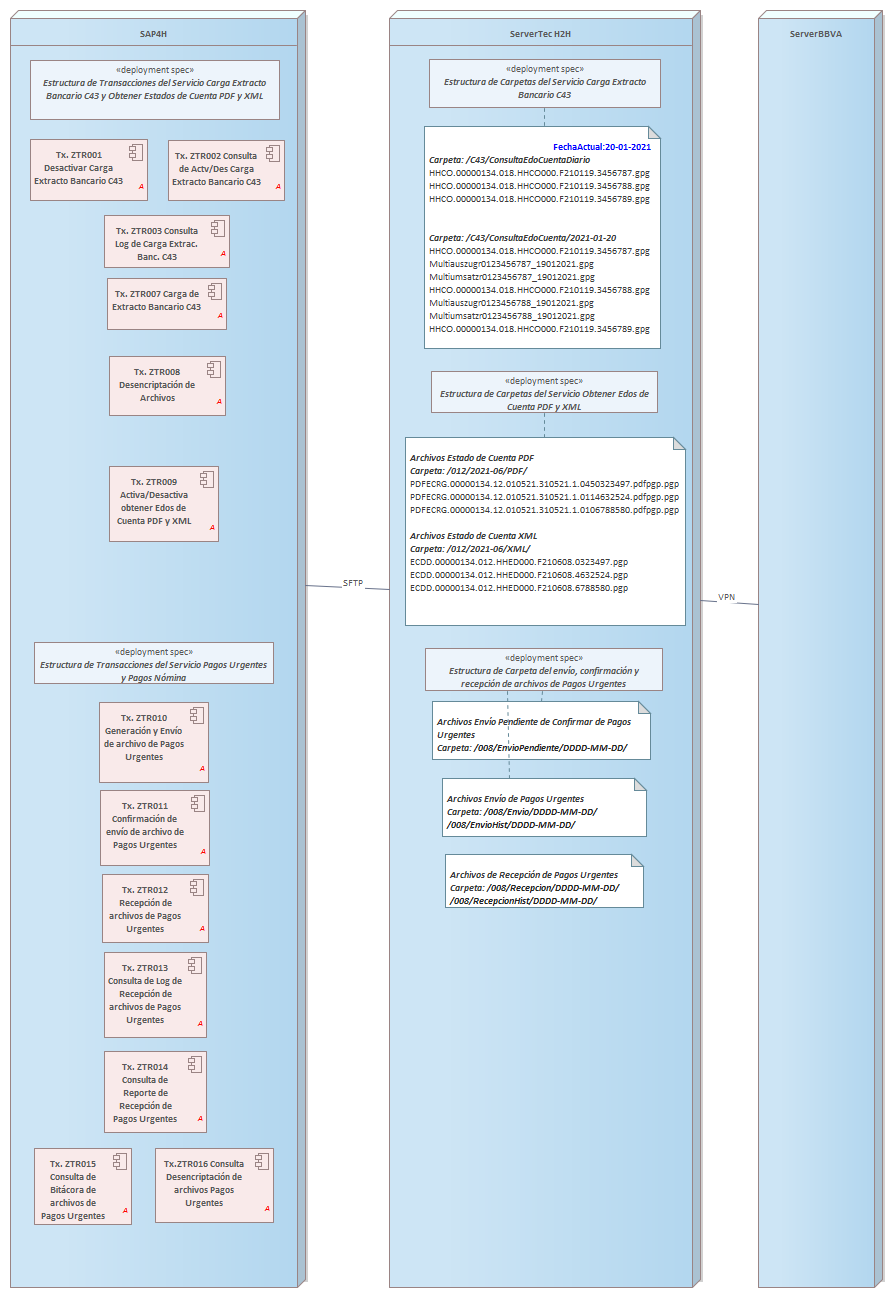 SAP4H
«deployment spec»
Estructura de Transacciones del Servicio Carga Extracto
Bancario C43 y Obtener Estados de Cuenta PDF y XML
Tx. ZTR001
Desactivar Carga
Extracto Bancario C43
A
Tx. ZTR002 Consulta
de Actv/Des Carga
Extracto Bancario C43
A
Tx. ZTR003 Consulta
Log de Carga Extrac.
Banc. C43
A
Tx. ZTR007 Carga de
Extracto Bancario C43
A
Tx. ZTR008
Desencriptación de
Archivos
A
Tx. ZTR009
Activa/Desactiva
obtener Edos de
Cuenta PDF y XML
A
«deployment spec»
Estructura de Transacciones del Servicio Pagos Urgentes
y Pagos Nómina
Tx. ZTR010
Generación y Envío
de archivo de Pagos
Urgentes
A
Tx. ZTR011
Confirmación de
envío de archivo de
Pagos Urgentes
A
Tx. ZTR012
Recepción de
archivos de Pagos
Urgentes
A
Tx. ZTR013
Consulta de Log de
Recepción de
archivos de Pagos
Urgentes
A
Tx. ZTR014
Consulta de
Reporte de
Recepción de
Pagos Urgentes
A
Tx. ZTR015
Consulta de
Bitácora de
archivos de
Pagos Urgentes
A
Tx.ZTR016 Consulta
Desencriptación de
archivos Pagos
Urgentes
A
SFTP
ServerTec H2H
«deployment spec»
Estructura de Carpetas del Servicio Carga Extracto
Bancario C43
FechaActual:20-01-2021
Carpeta: /C43/ConsultaEdoCuentaDiario
HHCO.00000134.018.HHCO000.F210119.3456787.gpg
HHCO.00000134.018.HHCO000.F210119.3456788.gpg
HHCO.00000134.018.HHCO000.F210119.3456789.gpg
Carpeta: /C43/ConsultaEdoCuenta/2021-01-20
HHCO.00000134.018.HHCO000.F210119.3456787.gpg
Multiauszugr0123456787_19012021.gpg
Multiumsatzr0123456787_19012021.gpg
HHCO.00000134.018.HHCO000.F210119.3456788.gpg
Multiauszugr0123456788_19012021.gpg
Multiumsatzr0123456788_19012021.gpg
HHCO.00000134.018.HHCO000.F210119.3456789.gpg
«deployment spec»
Estructura de Carpetas del Servicio Obtener Edos de
Cuenta PDF y XML
Archivos Estado de Cuenta PDF
Carpeta: /012/2021-06/PDF/
PDFECRG.00000134.12.010521.310521.1.0450323497.pdfpgp.pgp
PDFECRG.00000134.12.010521.310521.1.0114632524.pdfpgp.pgp
PDFECRG.00000134.12.010521.310521.1.0106788580.pdfpgp.pgp
Archivos Estado de Cuenta XML
Carpeta: /012/2021-06/XML/
ECDD.00000134.012.HHED000.F210608.0323497.pgp
ECDD.00000134.012.HHED000.F210608.4632524.pgp
ECDD.00000134.012.HHED000.F210608.6788580.pgp
«deployment spec»
Estructura de Carpeta del envío, confirmación y
recepción de archivos de Pagos Urgentes
Archivos Envío Pendiente de Confirmar de Pagos
Urgentes
Carpeta: /008/EnvioPendiente/DDDD-MM-DD/
Archivos Envío de Pagos Urgentes
Carpeta: /008/Envio/DDDD-MM-DD/
/008/EnvioHist/DDDD-MM-DD/
Archivos de Recepción de Pagos Urgentes
Carpeta: /008/Recepcion/DDDD-MM-DD/
/008/RecepcionHist/DDDD-MM-DD/
VPN
ServerBBVA